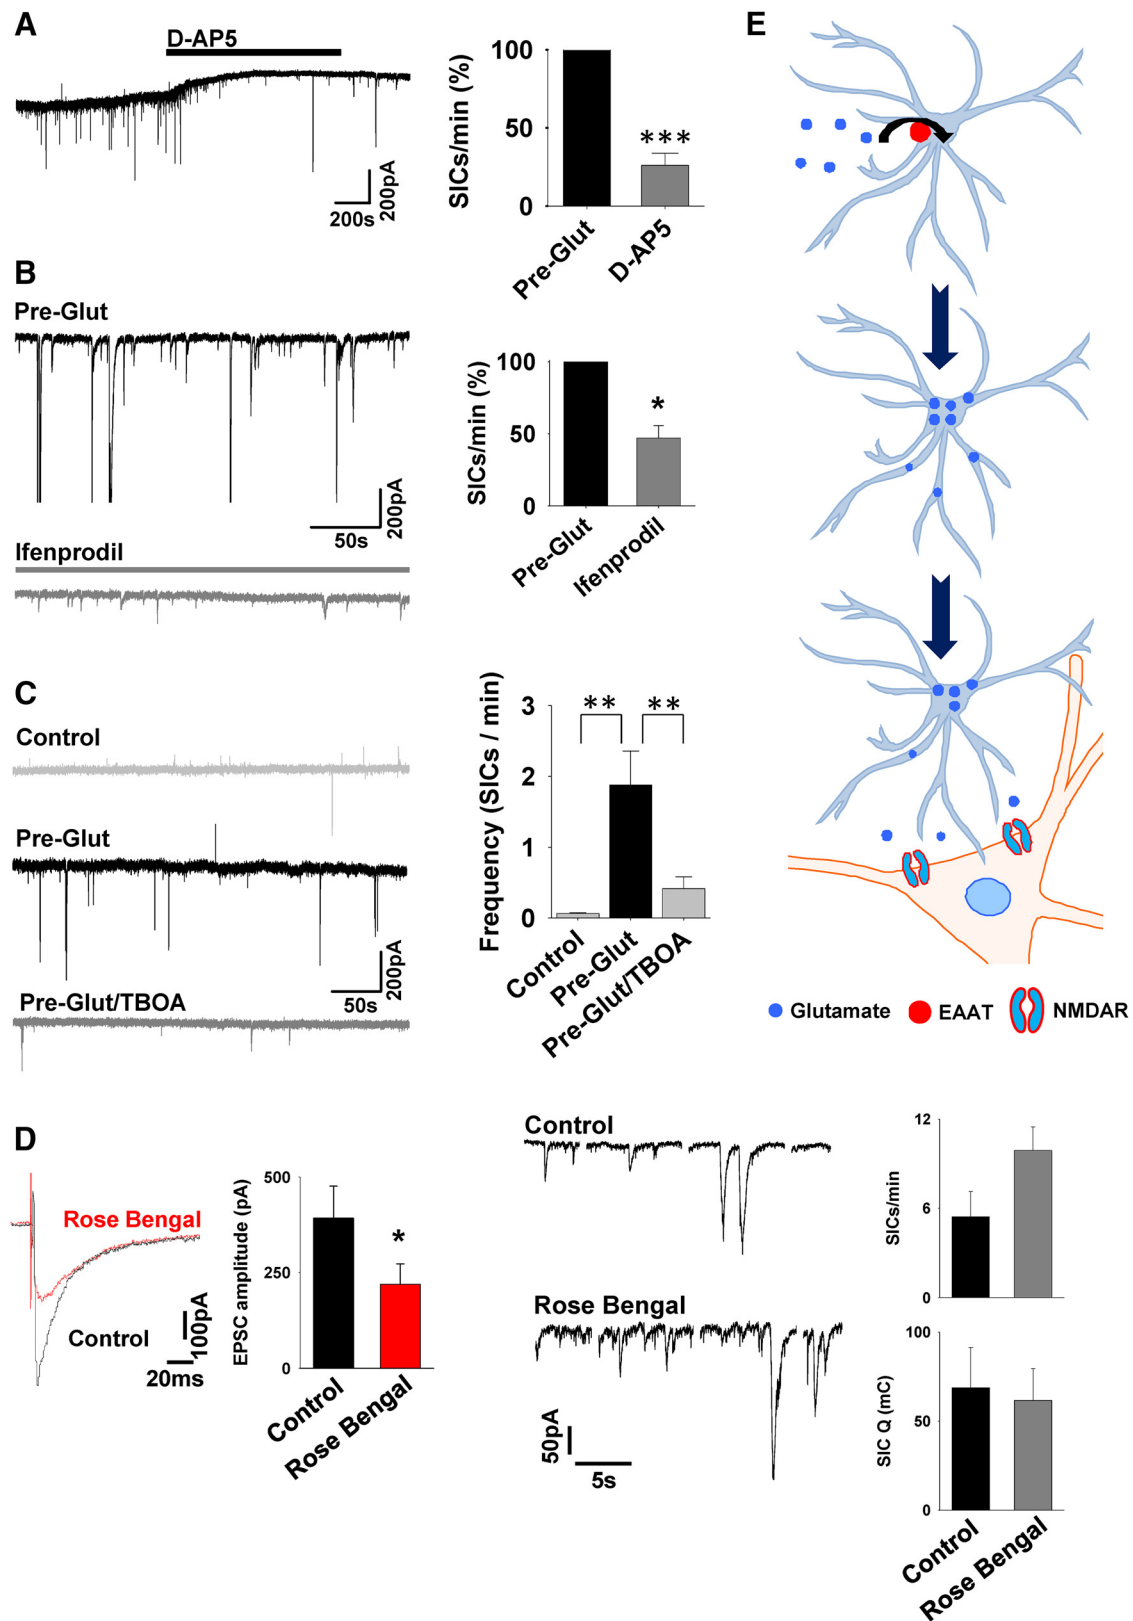 A
D-AP5
200s
200pA
SICs/min (%)
100
50
0
***
Pre-Glut
D-AP5
B
Pre-Glut
50s
200pA
Ifenprodil
SICs/min (%)
100
50
0
*
Pre-Glut
Ifenprodil
C
Control
Pre-Glut
50s
200pA
Pre-Glut/TBOA
Frequency (SICs / min)
3
2
1
0
**
**
Control
Pre-Glut
Pre-Glut/TBOA
D
Rose Bengal
Control
100pA
20ms
EPSC amplitude (pA)
500
250
0
*
Control
Rose Bengal
Control
Rose Bengal
50pA
5s
SICs/min
12
6
0
SIC Q (mC)
100
50
0
Control
Rose Bengal
E
Glutamate
EAAT
NMDAR